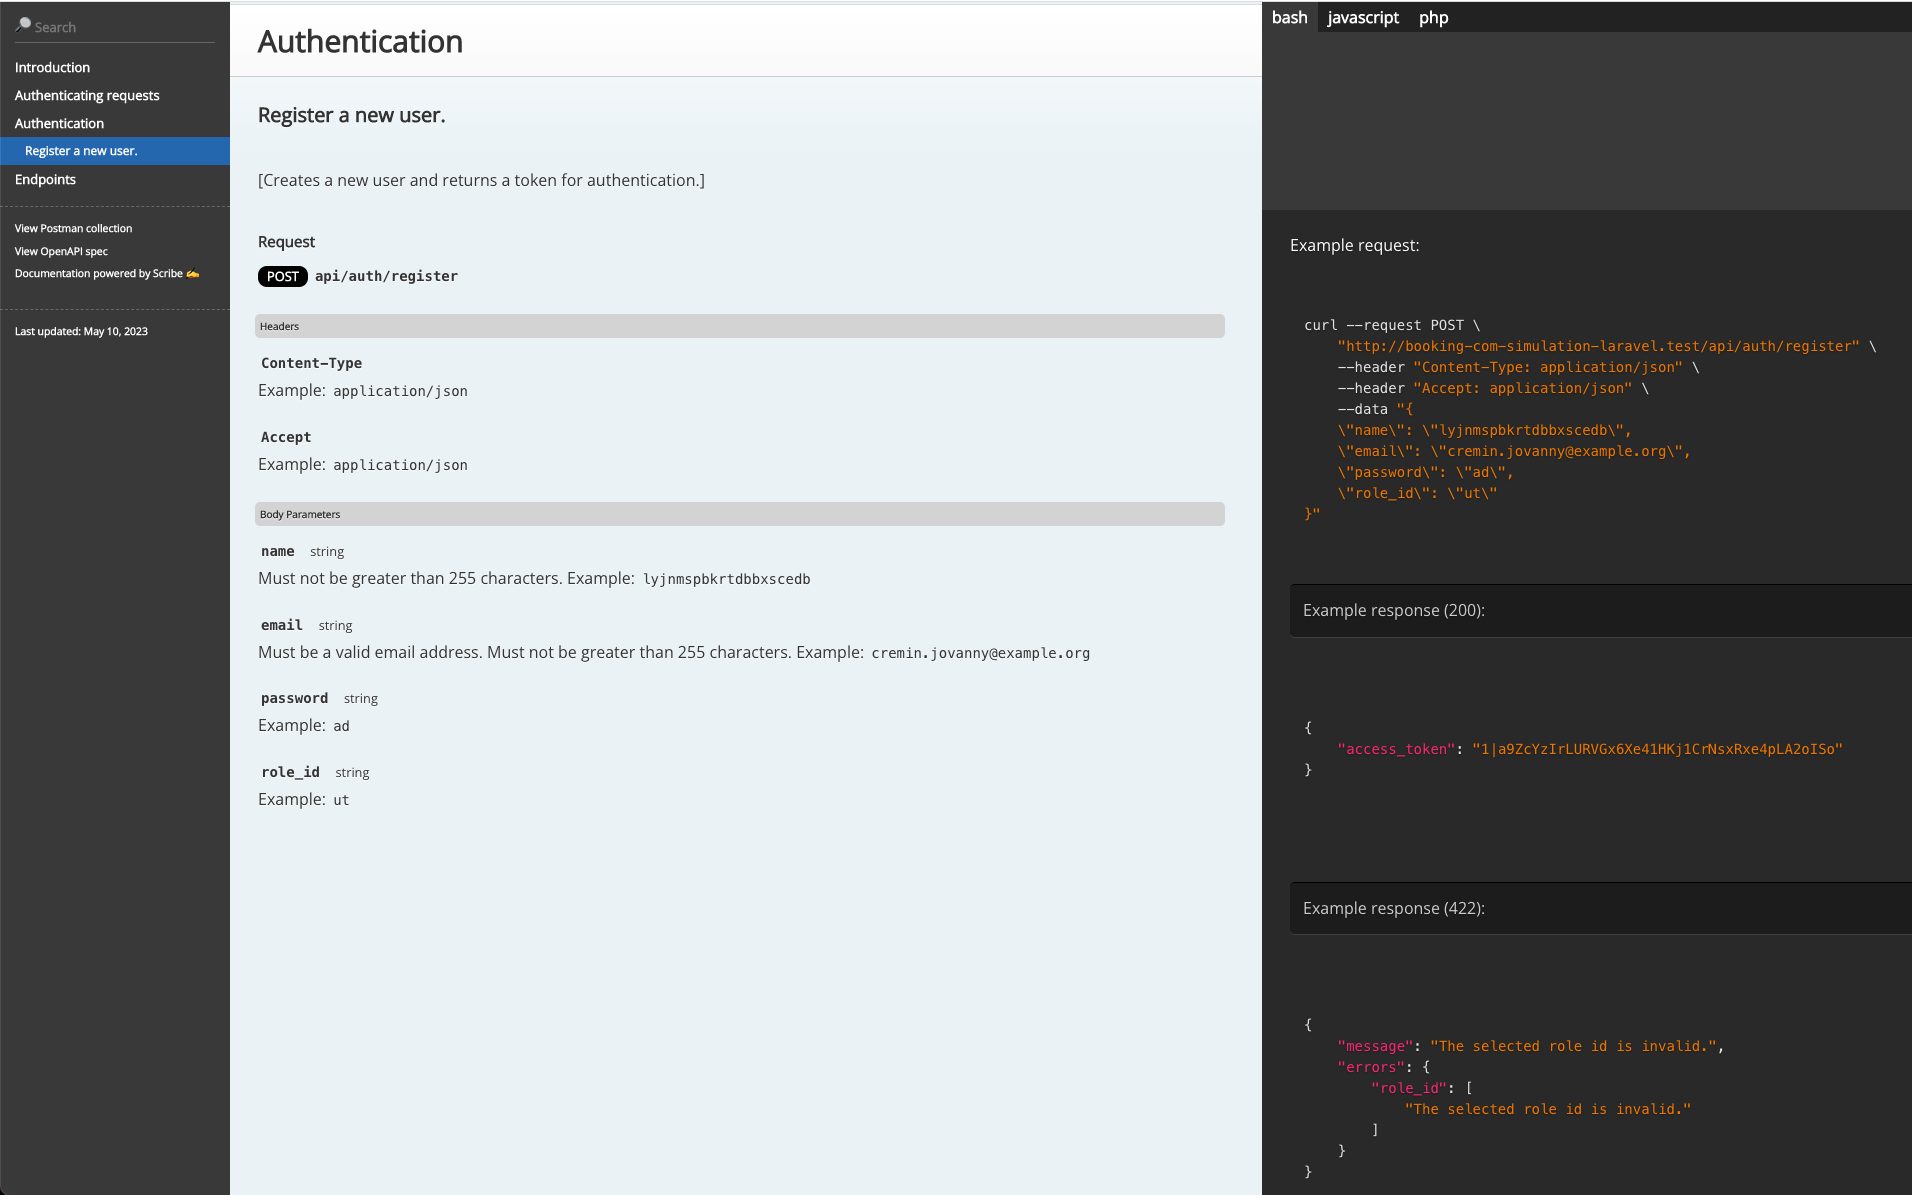 Search
Introduction
Authenticating requests
Authentication
Register a new user.
Endpoints
View Postman collection
View OpenAPI spec
Documentation powered by Scribe ✍
Last updated: May 10, 2023
Authentication
Register a new user.
[Creates a new user and returns a token for authentication.]
Request
POST api/auth/register
Headers
Content-Type
Example: application/json
Accept
Example: application/json
Body Parameters
name string
Must not be greater than 255 characters. Example: lyjnmspbkrtdbbxscedb
email string
Must be a valid email address. Must not be greater than 255 characters. Example: cremin.jovanny@example.org
password string
Example: ad
role_id string
Example: ut
bash javascript php
Example request:
curl --request POST \
    "http://booking-com-simulation-laravel.test/api/auth/register" \
    --header "Content-Type: application/json" \
    --header "Accept: application/json" \
    --data "{
    \"name\": \"lyjnmspbkrtdbbxscedb\",
    \"email\": \"cremin.jovanny@example.org\",
    \"password\": \"ad\",
    \"role_id\": \"ut\"
}"
Example response (200):
{
    "access_token": "1|a9ZcYzIrLURVGx6Xe41HKj1CrNsxRxe4pLA2oISo"
}
Example response (422):
{
    "message": "The selected role id is invalid.",
    "errors": {
        "role_id": [
            "The selected role id is invalid."
        ]
    }
}